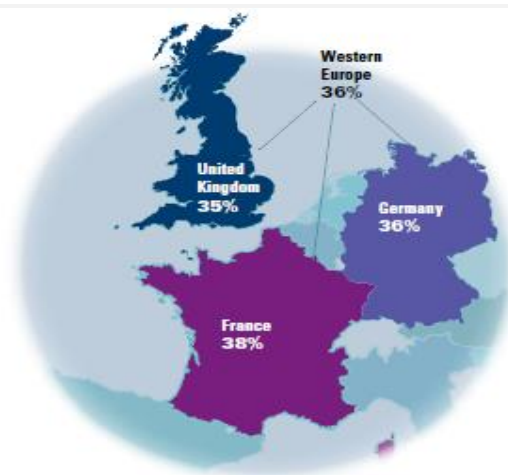 Western
Europe
36%
United
Kingdom
35%
Germany
36%
France
38%